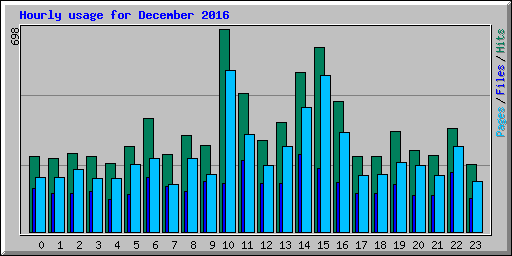 Hourly usage for December 2016
698
Pages / Files / Hits
0 1 2 3 4 5 6 7 8 9 10 11 12 13 14 15 16 17 18 19 20 21 22 23